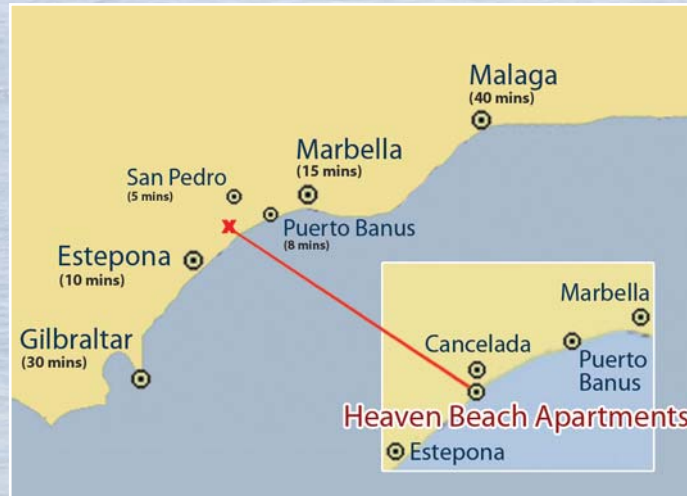 Malaga
(40 mins)
Marbella
(15 mins)
San Pedro
(5 mins)
Puerto Banus
(8 mins)
Estepona
(10 mins)
Gilbraltar
(30 mins)
Marbella
Cancelada
Puerto
Banus
Heaven Beach Apartments
Estepona